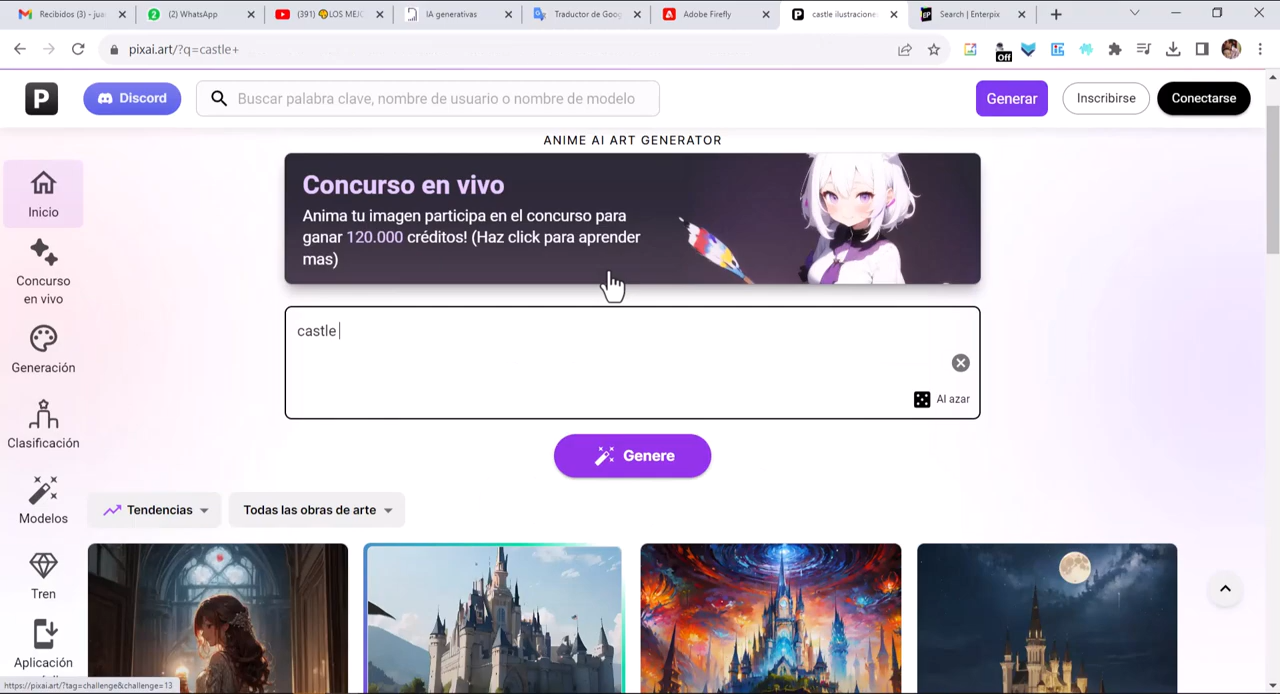 Recibidos (3) - jua
(2) WhatsApp
(391) 🤑LOS MEJ
IA generativas
Traductor de Goog
Adobe Firefly
castle ilustracione
Search | Enterpix
pixai.art/?q=castle+
Off
P
Discord
Buscar palabra clave, nombre de usuario o nombre de modelo
Generar
Inscribirse
Conectarse
ANIME AI ART GENERATOR
Concurso en vivo
Anima tu imagen participa en el concurso para
ganar 120.000 créditos! (Haz click para aprender
mas)
Inicio
Concurso
en vivo
Generación
Clasificación
Modelos
Tren
Aplicación
castle
Al azar
Genere
Tendencias
Todas las obras de arte
https://pixai.art/?tag=challenge&challenge=13